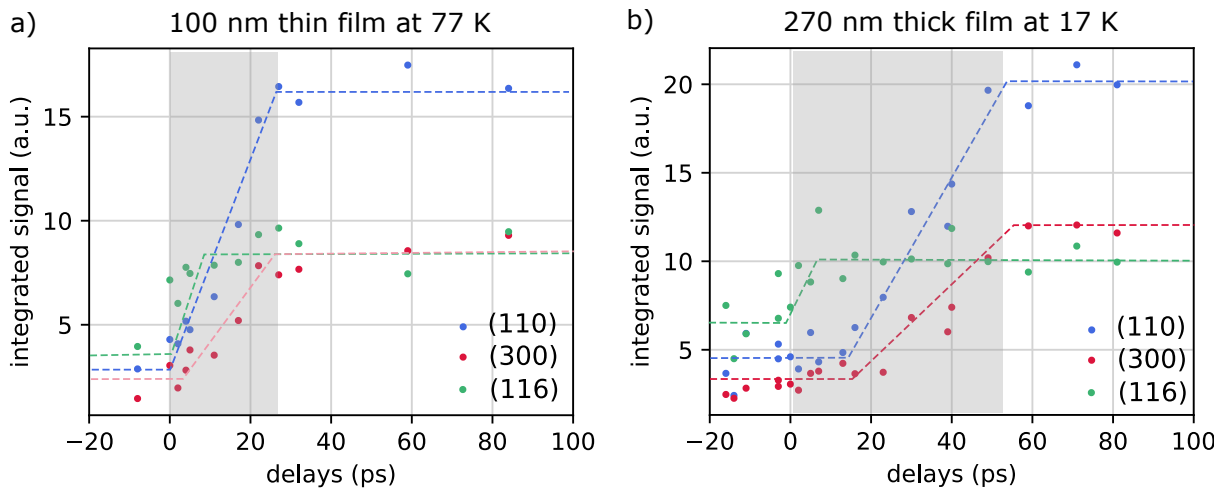 a) 100 nm thin film at 77 K
integrated signal (a.u.)
15
10
5
−20 0 20 40 60 80 100
delays (ps)
(110)
(300)
(116)
b) 270 nm thick film at 17 K
integrated signal (a.u.)
20
15
10
5
−20 0 20 40 60 80 100
delays (ps)
(110)
(300)
(116)